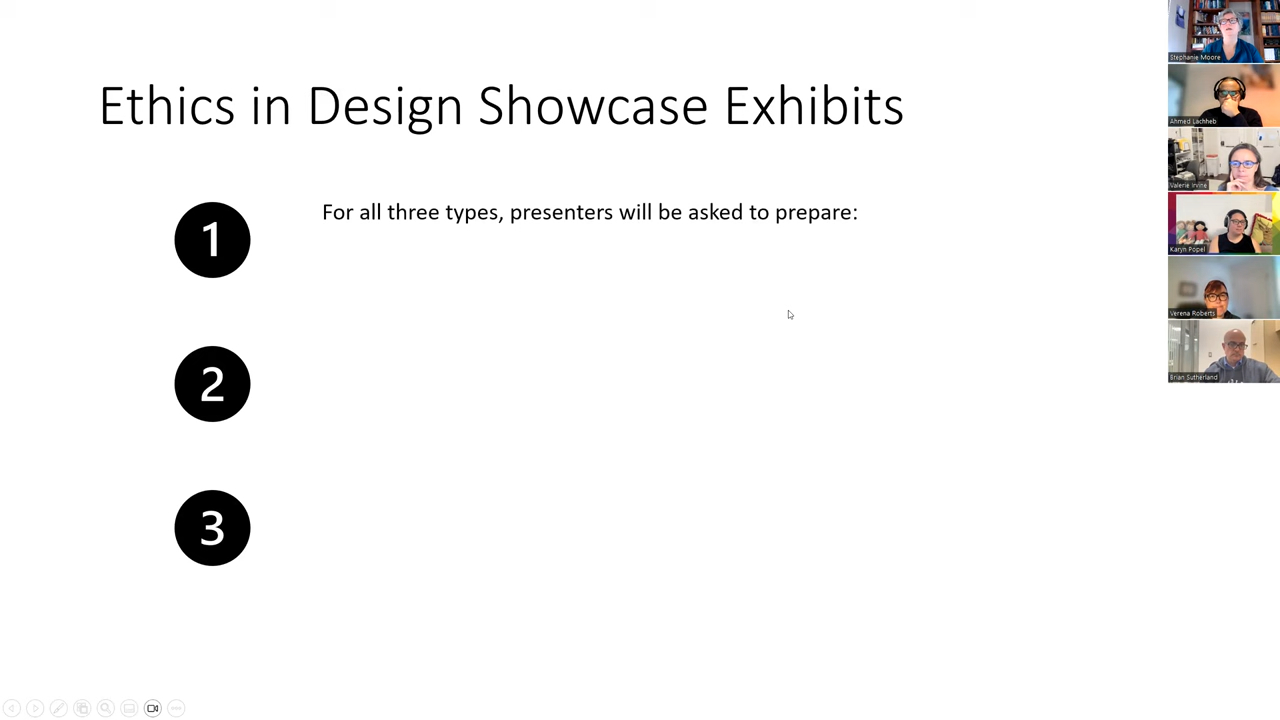 Ethics in Design Showcase Exhibits
1
For all three types, presenters will be asked to prepare:
2
3
Stephanie Moore
Ahmed Lachheb
Valerie Irvine
Karyn Popel
Verena Roberts
Brian Sutherland